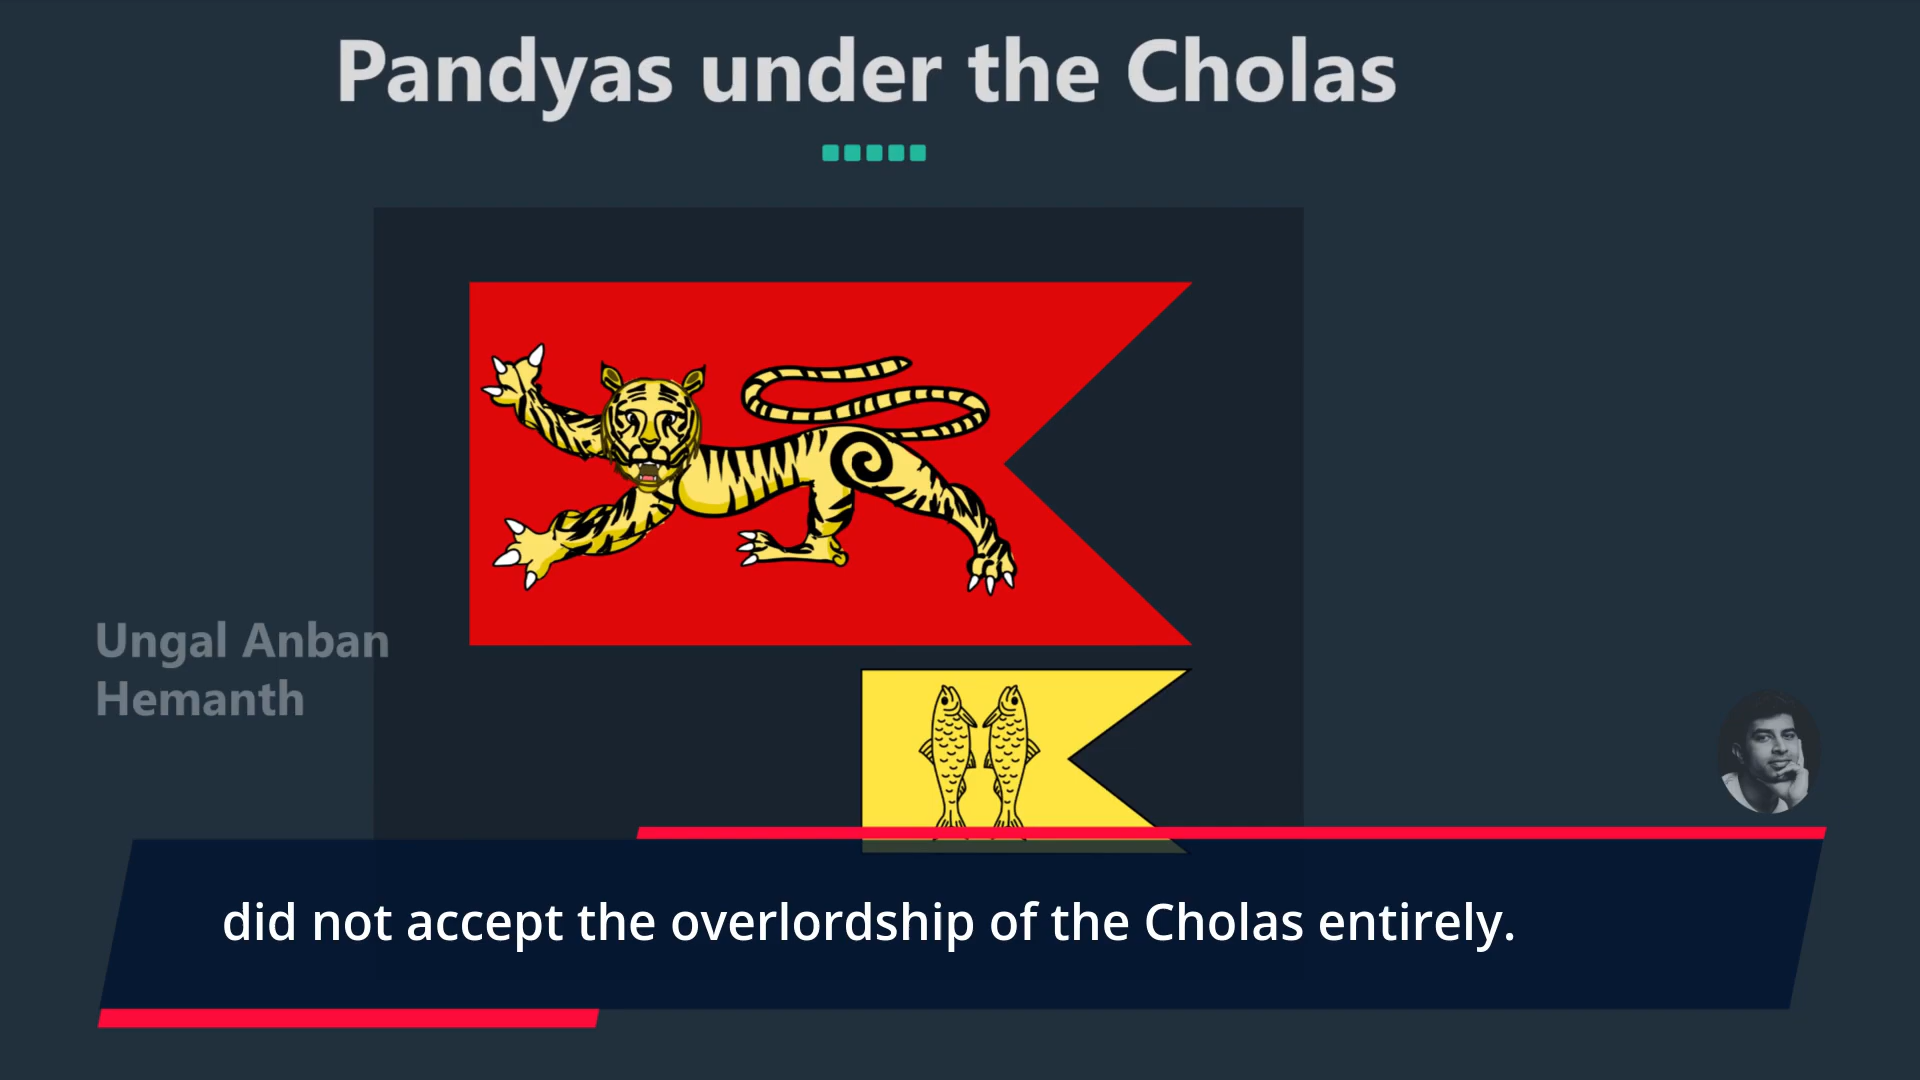 Pandyas under the Cholas
Ungal Anban
Hemanth
did not accept the overlordship of the Cholas entirely.